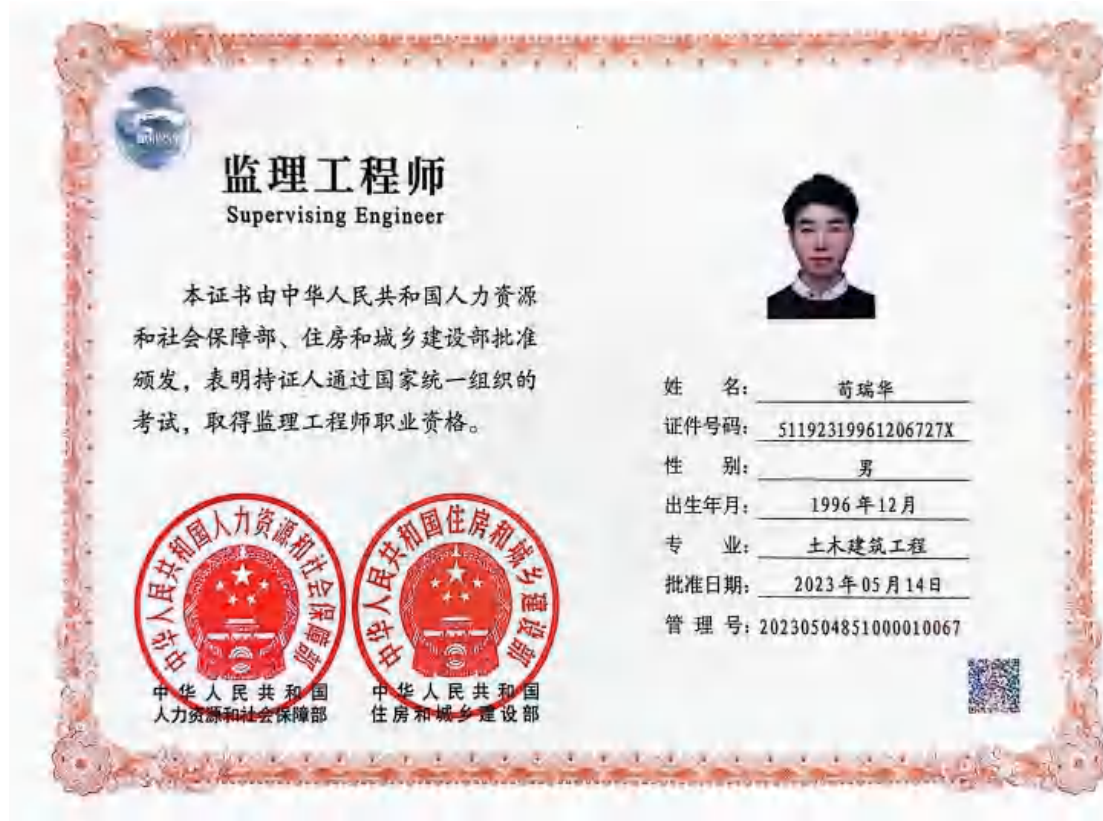 监理工程师
Supervising Engineer
本证书由中华人民共和国人力资源
和社会保障部、住房和城乡建设部批准
颁发，表明持证人通过国家统一组织的
考试，取得监理工程师职业资格。
中华人民共和国人力资源和社会保障部
中华人民共和国
人力资源和社会保障部
中华人民共和国住房和城乡建设部
中华人民共和国
住房和城乡建设部
姓 名：苟瑞华
证件号码：51192319961206727X
性 别：男
出生年月：1996年12月
专 业：土木建筑工程
批准日期：2023年05月14日
管 理 号：20230504851000010067